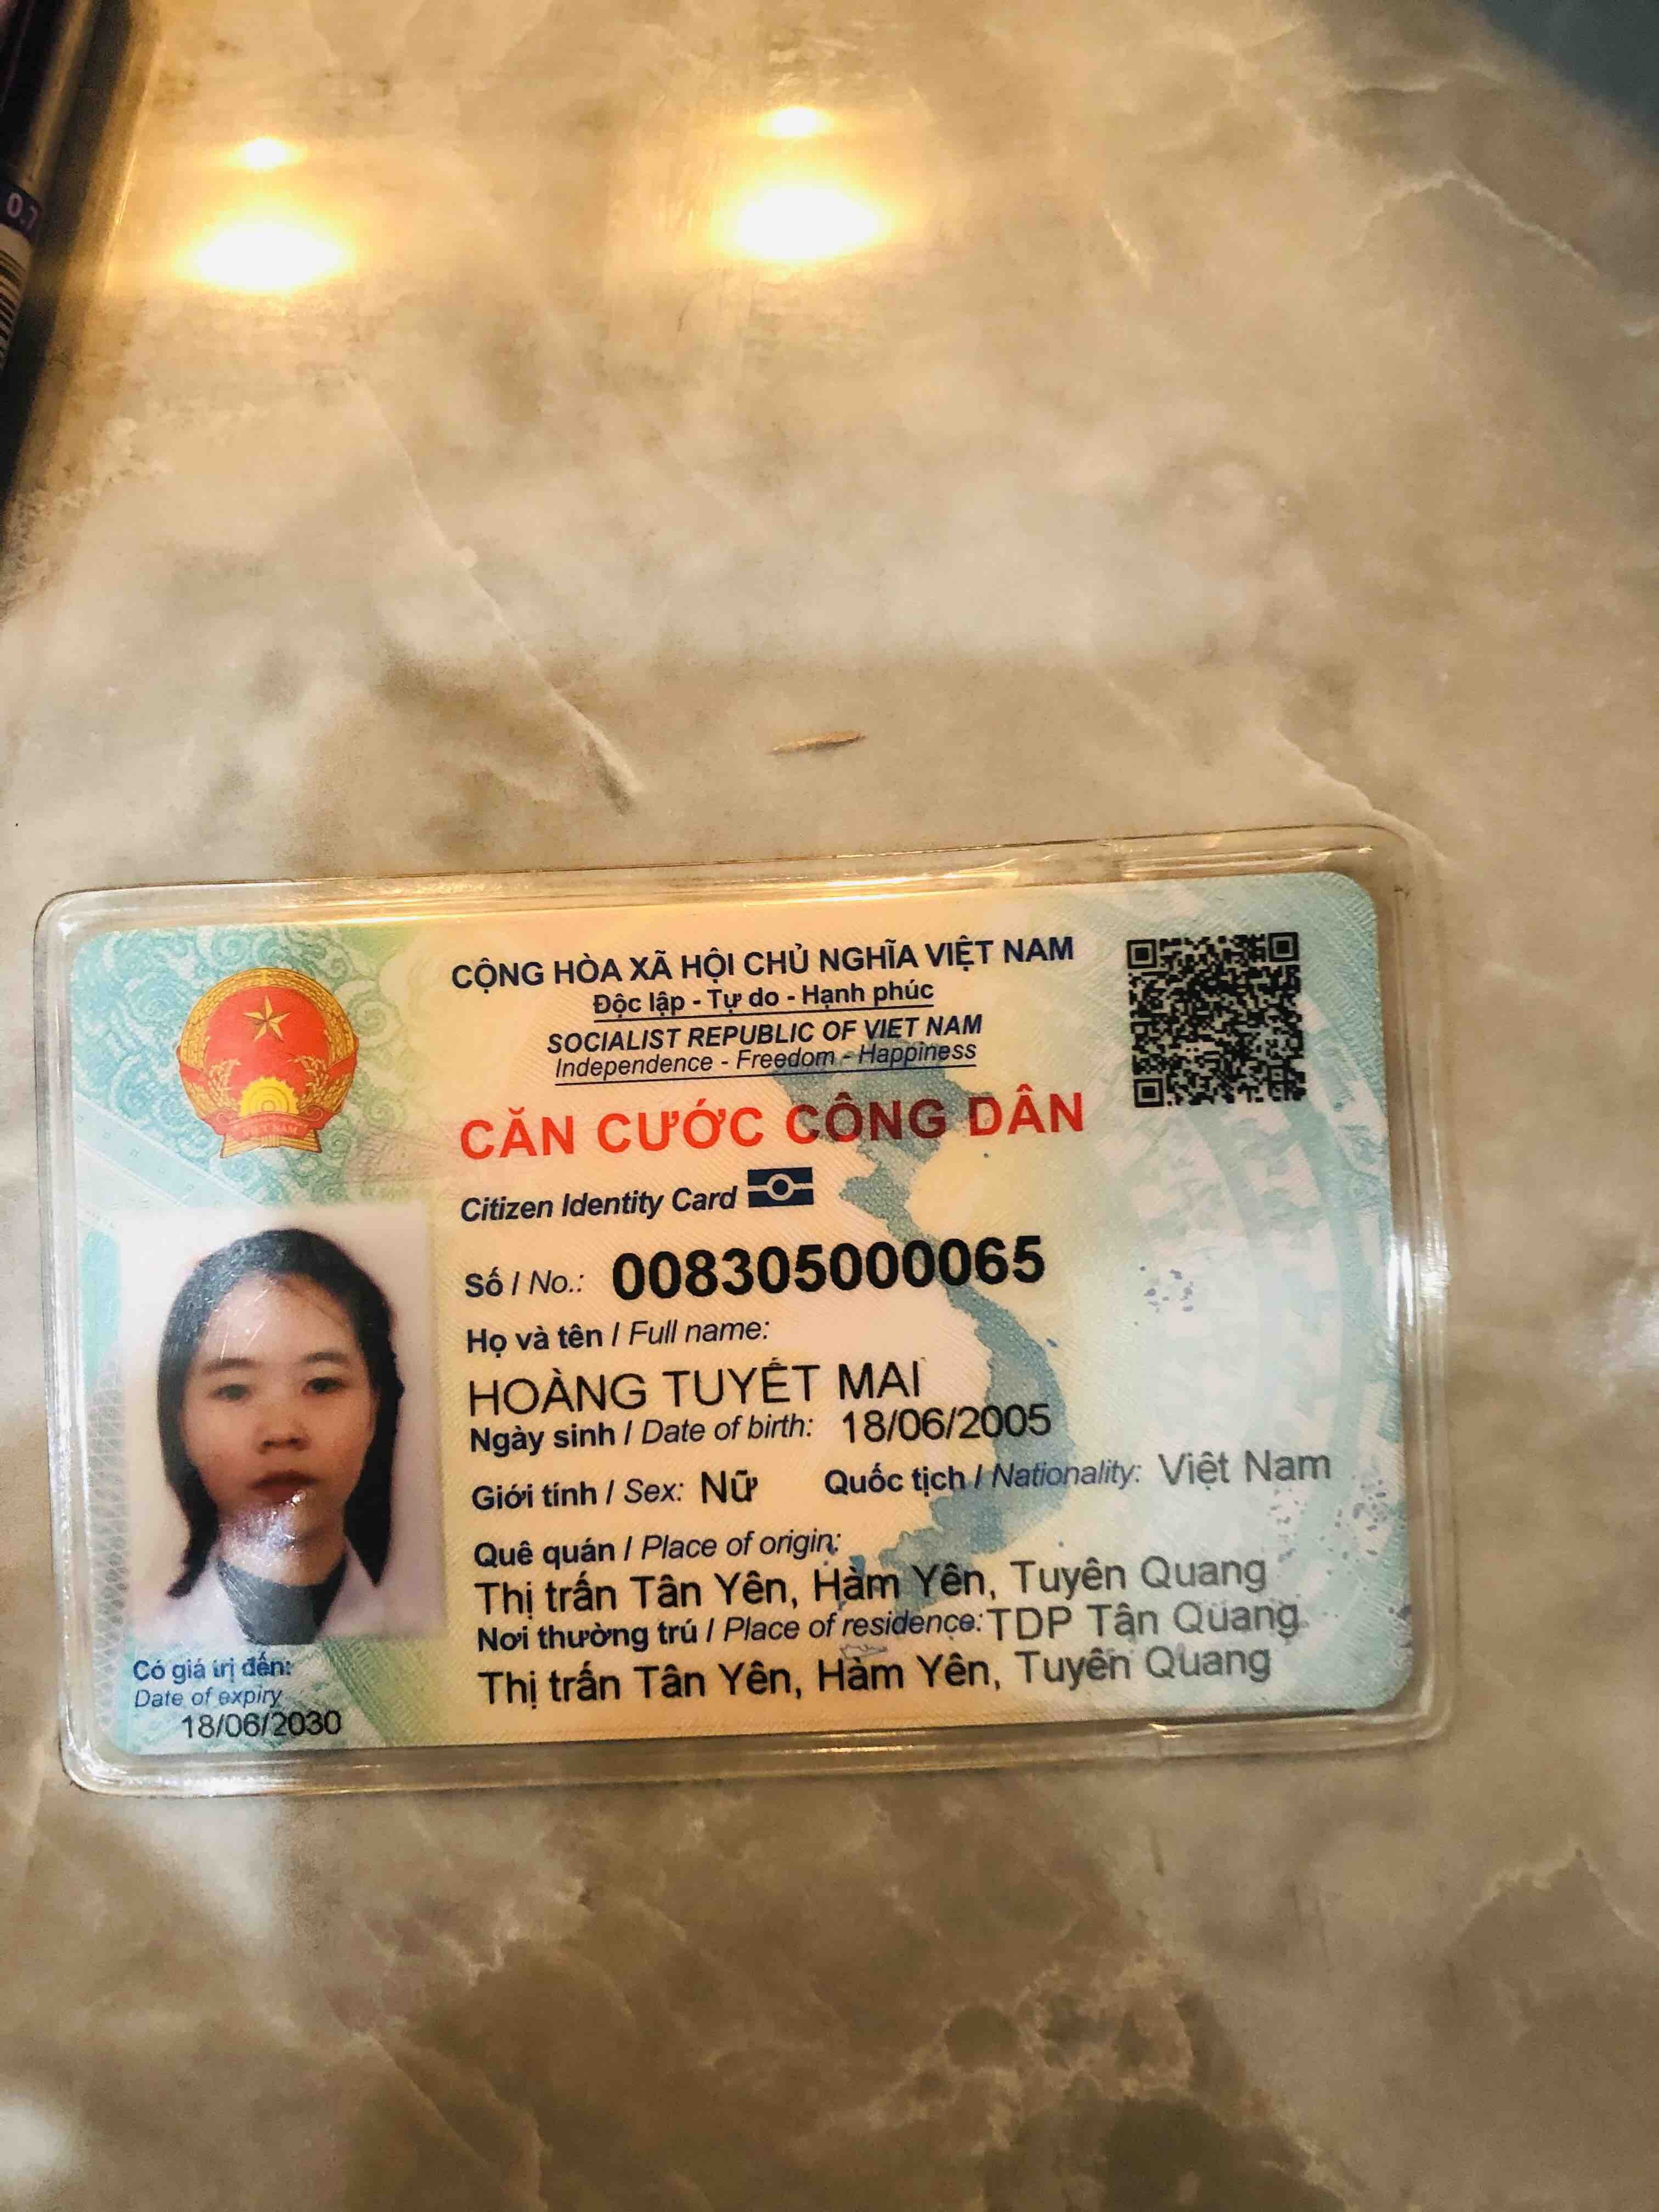 0.7
CỘNG HÒA XÃ HỘI CHỦ NGHĨA VIỆT NAM
Độc lập - Tự do - Hạnh phúc
SOCIALIST REPUBLIC OF VIET NAM
Independence - Freedom - Happiness
CĂN CƯỚC CÔNG DÂN
Citizen Identity Card
Số / No.: 008305000065
Họ và tên / Full name:
HOÀNG TUYẾT MAI
Ngày sinh / Date of birth: 18/06/2005
Giới tính / Sex: Nữ Quốc tịch / Nationality: Việt Nam
Quê quán / Place of origin:
Thị trấn Tân Yên, Hàm Yên, Tuyên Quang
Nơi thường trú / Place of residence: TDP Tân Quang
Thị trấn Tân Yên, Hàm Yên, Tuyên Quang
Có giá trị đến:
Date of expiry
18/06/2030